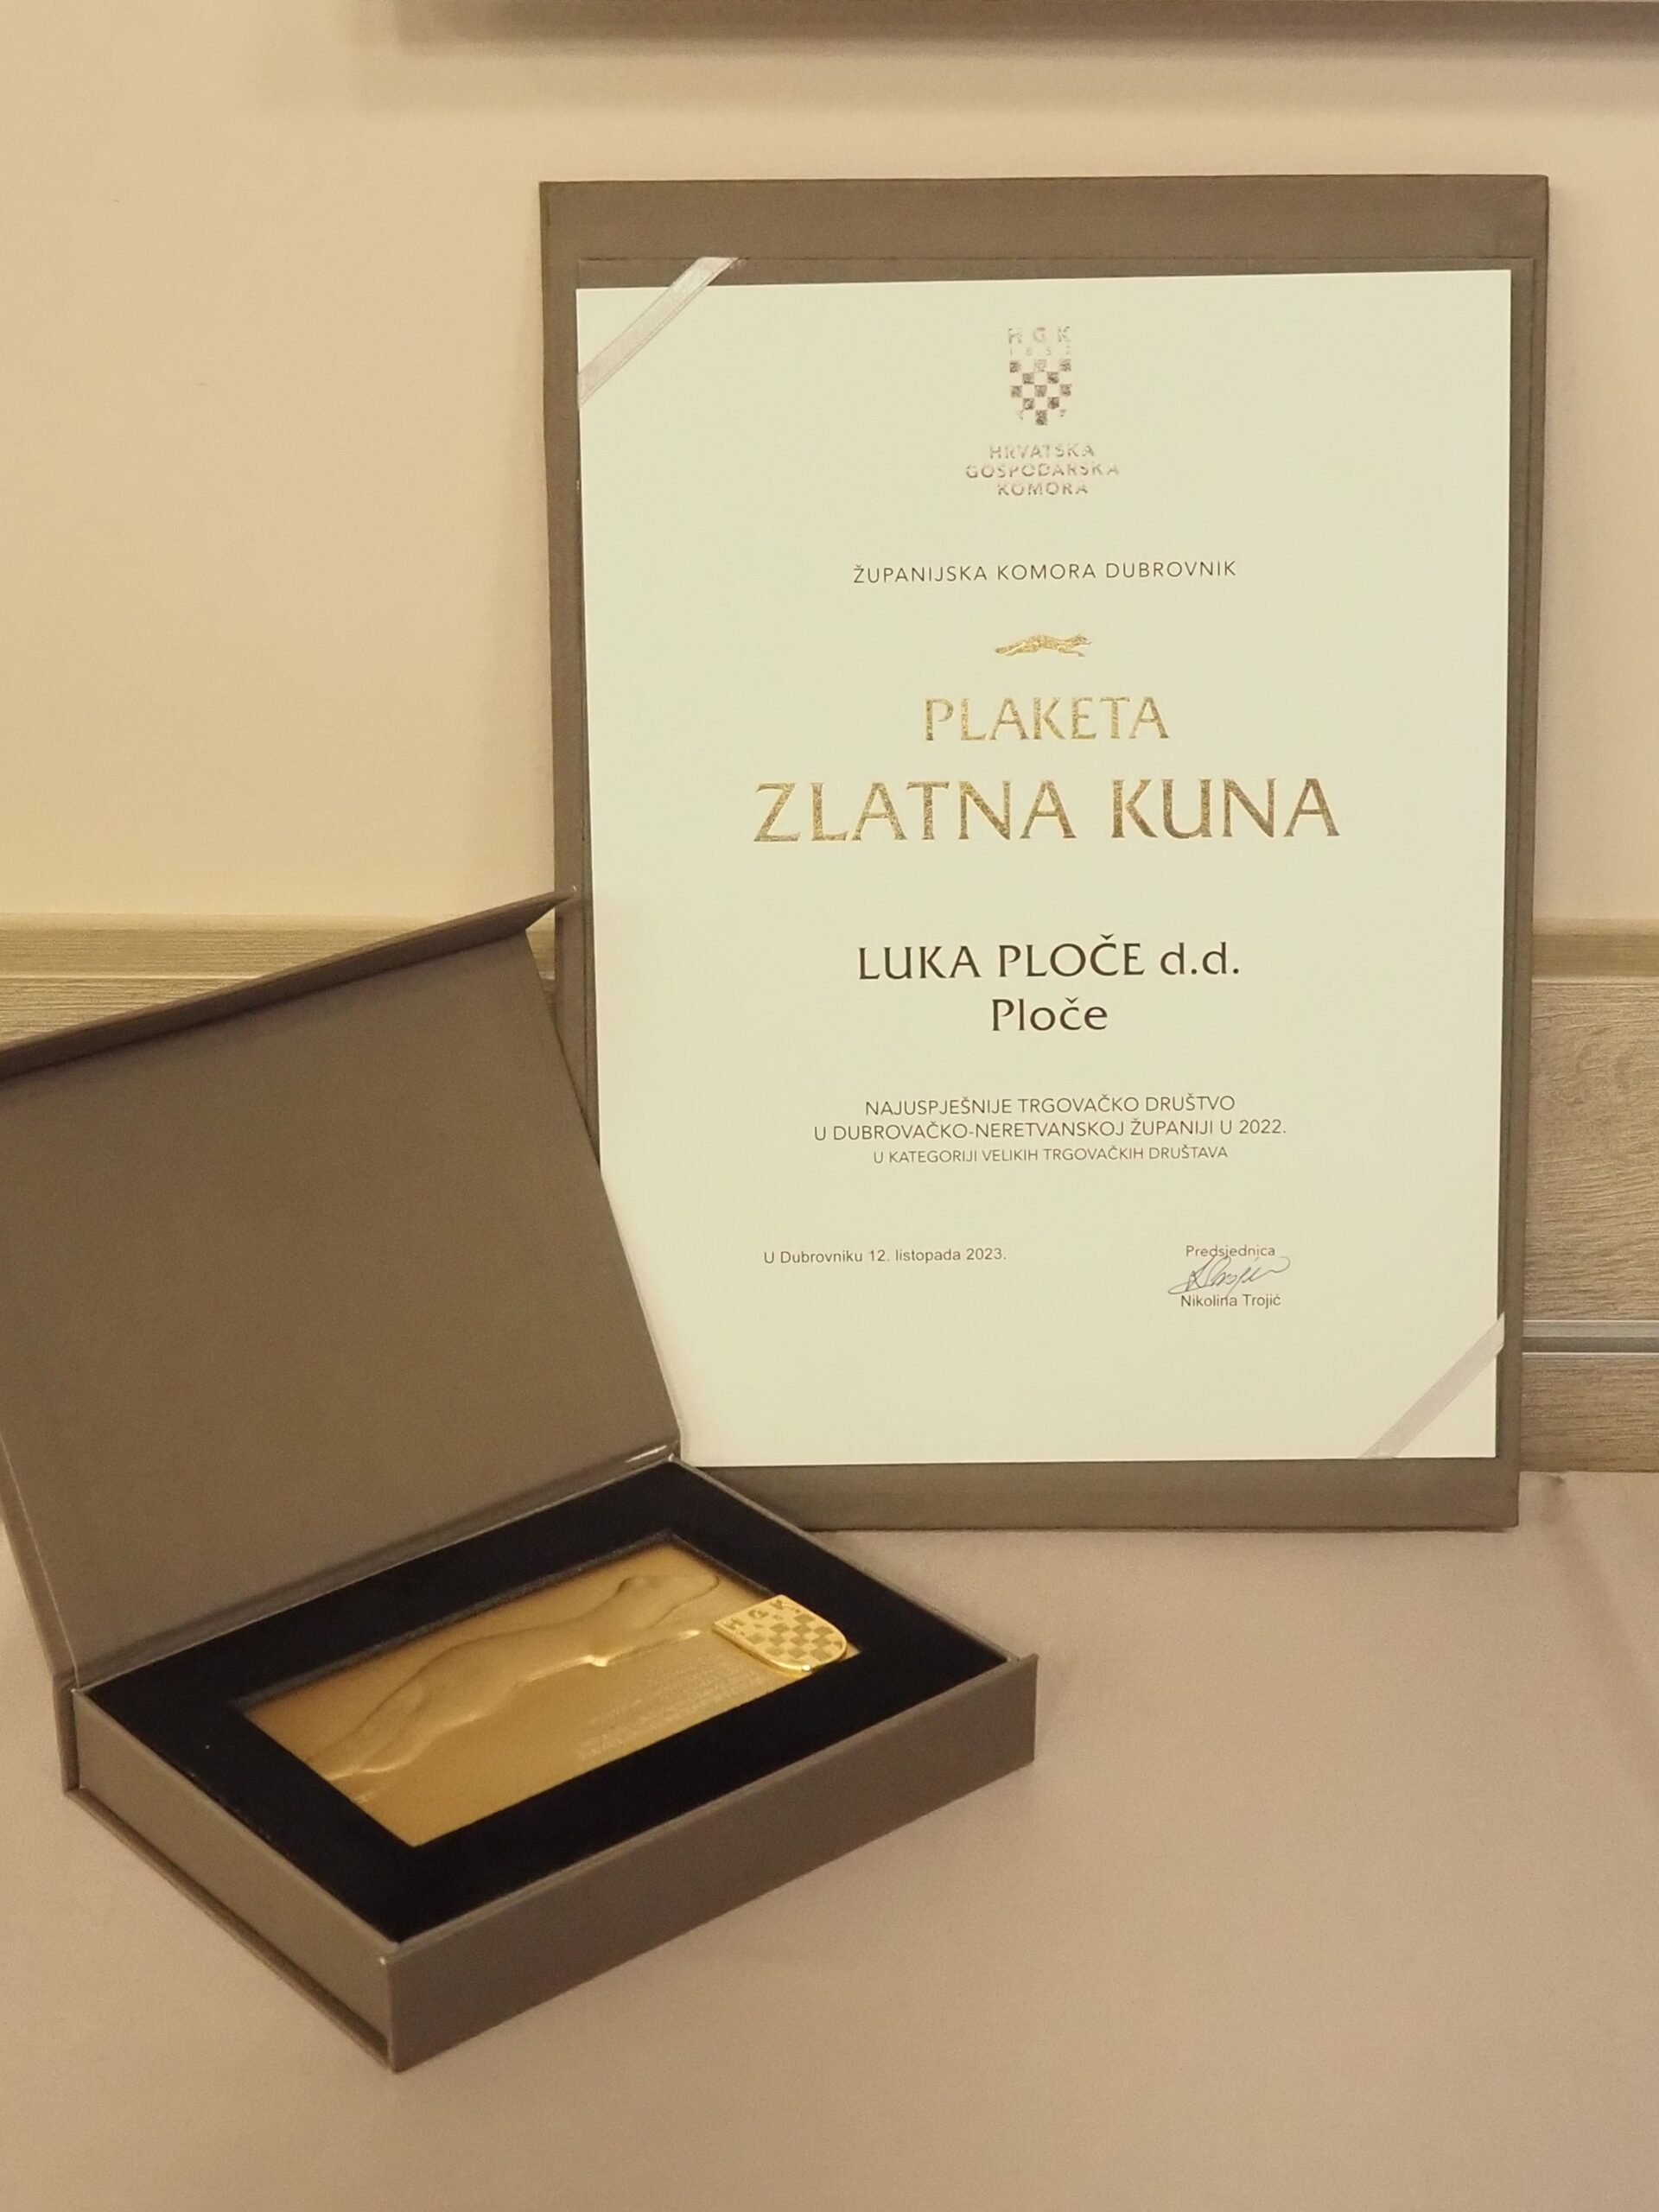 HGK
1852
HRVATSKA
GOSPODARSKA
KOMORA
ŽUPANIJSKA KOMORA DUBROVNIK
PLAKETA
ZLATNA KUNA
LUKA PLOČE d.d.
Ploče
NAJUSPJEŠNIJE TRGOVAČKO DRUŠTVO
U DUBROVAČKO-NERETVANSKOJ ŽUPANIJI U 2022.
U KATEGORIJI VELIKIH TRGOVAČKIH DRUŠTAVA
U Dubrovniku 12. listopada 2023.
Predsjednica
Nikolina Trojić
HGK